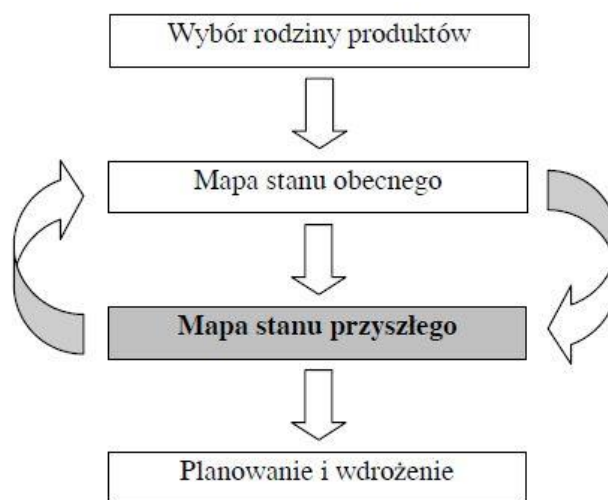 Wybór rodziny produktów
Mapa stanu obecnego
Mapa stanu przyszłego
Planowanie i wdrożenie